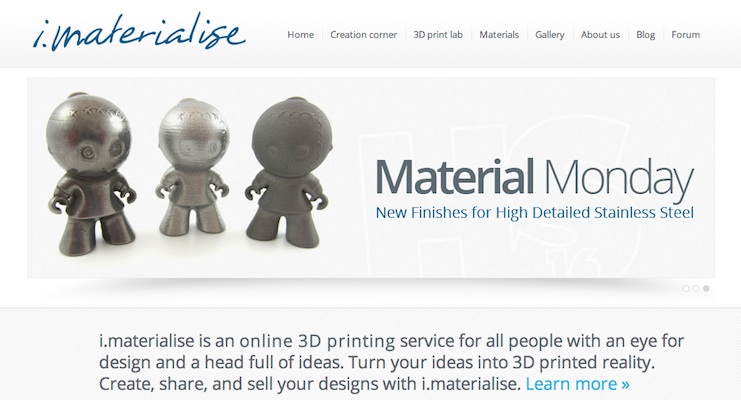 i.materialise
Home
Creation corner
3D print lab
Materials
Gallery
About us
Blog
Forum
Material Monday
New Finishes for High Detailed Stainless Steel
HS
16
i.materialise is an online 3D printing service for all people with an eye for
design and a head full of ideas. Turn your ideas into 3D printed reality.
Create, share, and sell your designs with i.materialise. Learn more »